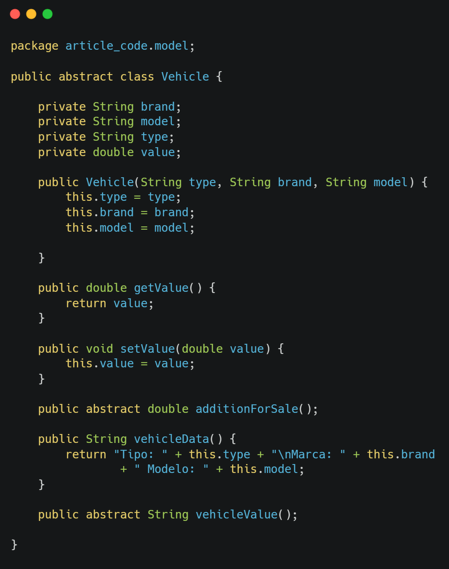 package article_code.model;
public abstract class Vehicle {
private String brand;
private String model;
private String type;
private double value;
public Vehicle(String type, String brand, String model) {
this.type = type;
this.brand = brand;
this.model = model;
}
public double getValue() {
return value;
}
public void setValue(double value) {
this.value = value;
}
public abstract double additionForSale();
public String vehicleData() {
return "Tipo: " + this.type + "\nMarca: " + this.brand
+ " Modelo: " + this.model;
}
public abstract String vehicleValue();
}